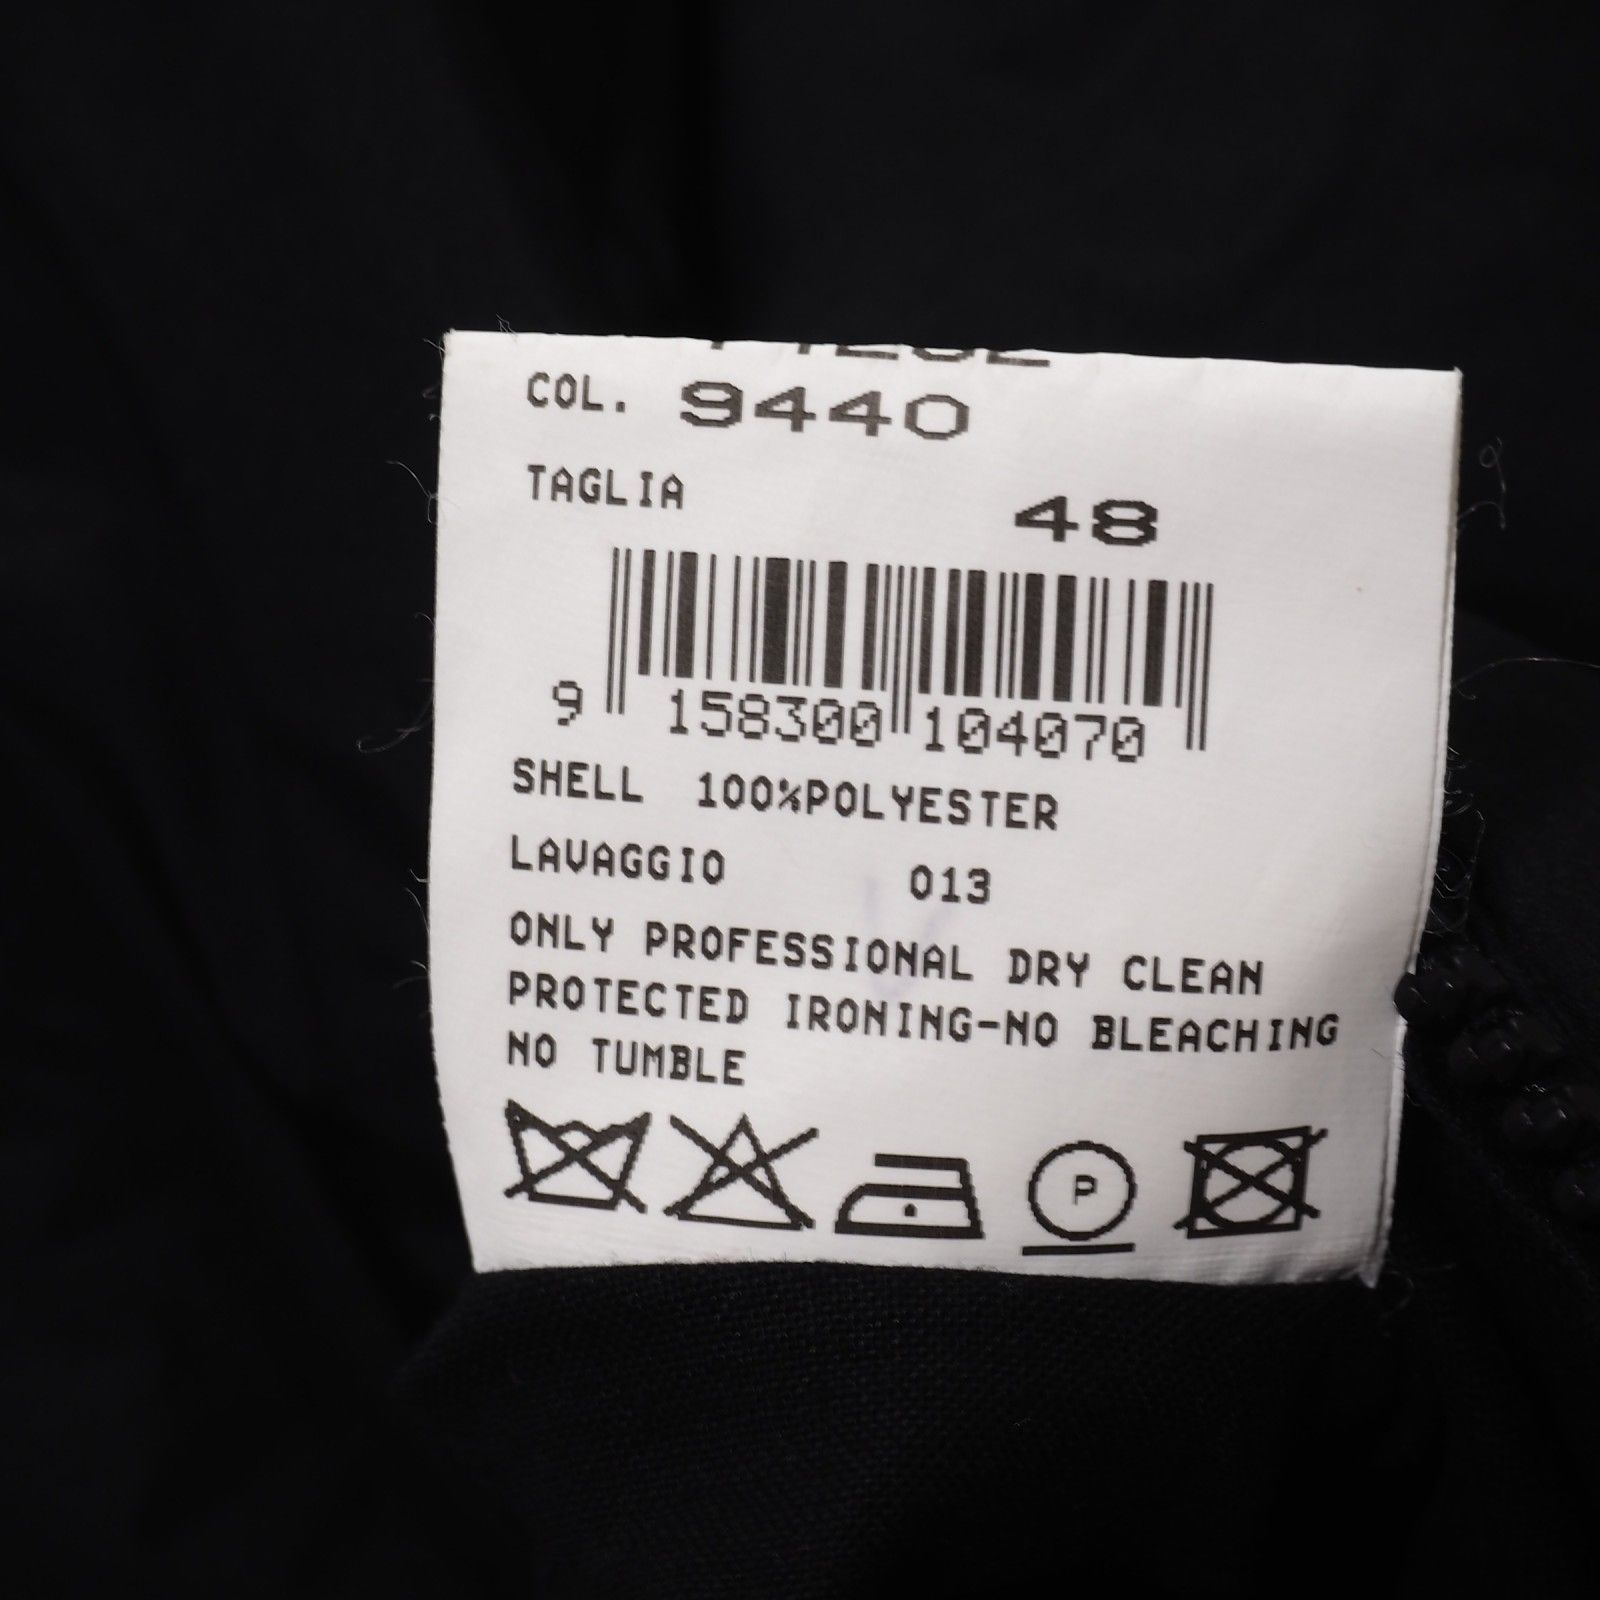 COL. 9440
TAGLIA 48
9 158300 104070
SHELL 100%POLYESTER
LAVAGGIO 013
ONLY PROFESSIONAL DRY CLEAN
PROTECTED IRONING-NO BLEACHING
NO TUMBLE
P